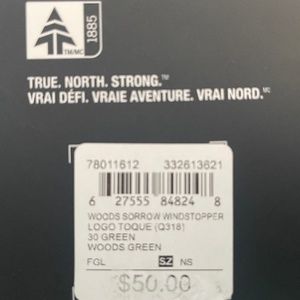 TM/MC
1885
TRUE. NORTH. STRONG.™
VRAI DÉFI. VRAIE AVENTURE. VRAI NORD.MC
78011612 332613621
6 27555 84824 8
WOODS SORROW WINDSTOPPER
LOGO TOQUE (Q318)
30 GREEN
WOODS GREEN
FGL SZ NS
$50.00